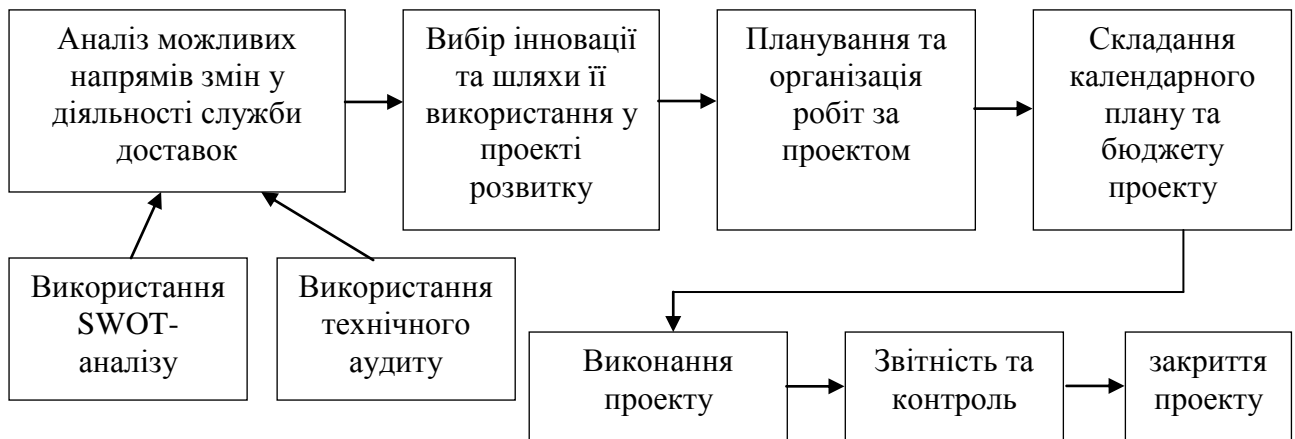 Аналіз можливих
напрямів змін у
діяльності служби
доставок
Вибір інновації
та шляхи її
використання у
проекті
розвитку
Планування та
організація
робіт за
проектом
Складання
календарного
плану та
бюджету
проекту
Використання
SWOT-
аналізу
Використання
технічного
аудиту
Виконання
проекту
Звітність та
контроль
закриття
проекту